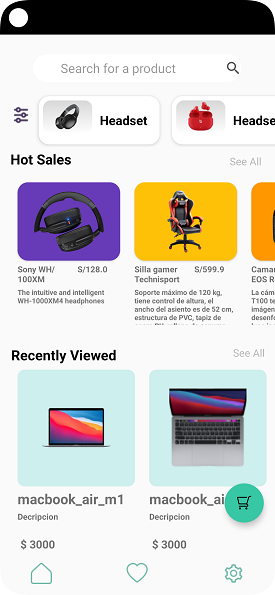 Search for a product
Headset
Headse
Hot Sales
See All
Sony WH/
100XM
S/128.0
The intuitive and intelligent
WH-1000XM4 headphones
Silla gamer
Technisport
S/599.9
Soporte máximo de 120 kg,
tiene control de altura, el
ancho del asiento es de 52 cm,
estructura de PVC, tapiz de
Camar
EOS R
La cám
T100 te
imágen
desenf
Recently Viewed
See All
macbook_air_m1
Decripcion
$ 3000
macbook_ai
Decripcion
$ 3000